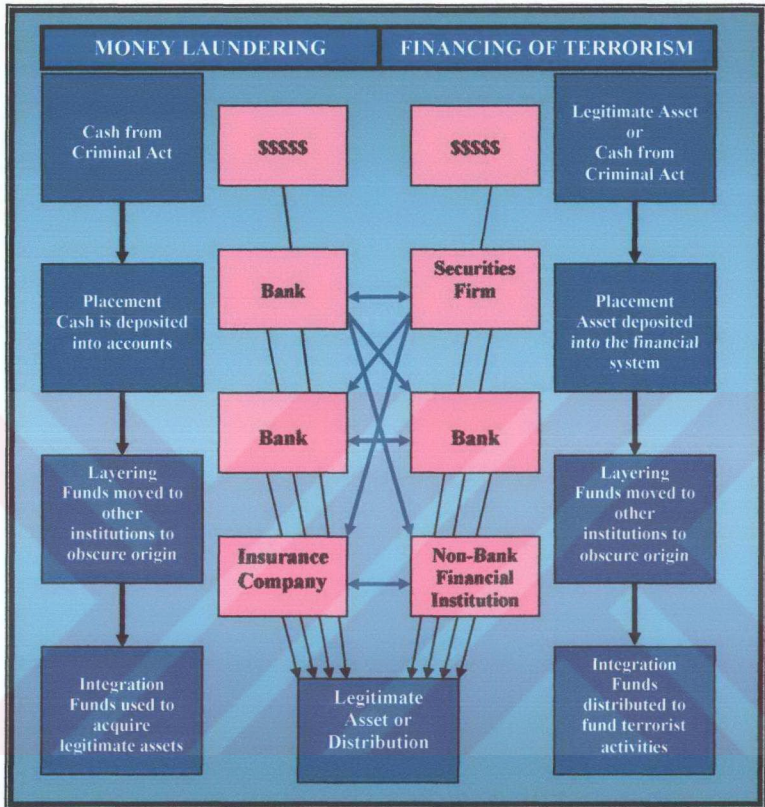 MONEY LAUNDERING
FINANCING OF TERRORISM
Cash from
Criminal Act
$$$$$
$$$$$
Legitimate Asset
or
Cash from
Criminal Act
Placement
Cash is deposited
into accounts
Bank
Securities
Firm
Placement
Asset deposited
into the financial
system
Layering
Funds moved to
other
institutions to
obscure origin
Bank
Bank
Layering
Funds moved to
other
institutions to
obscure origin
Insurance
Company
Non-Bank
Financial
Institution
Integration
Funds used to
acquire
legitimate assets
Legitimate
Asset or
Distribution
Integration
Funds
distributed to
fund terrorist
activities